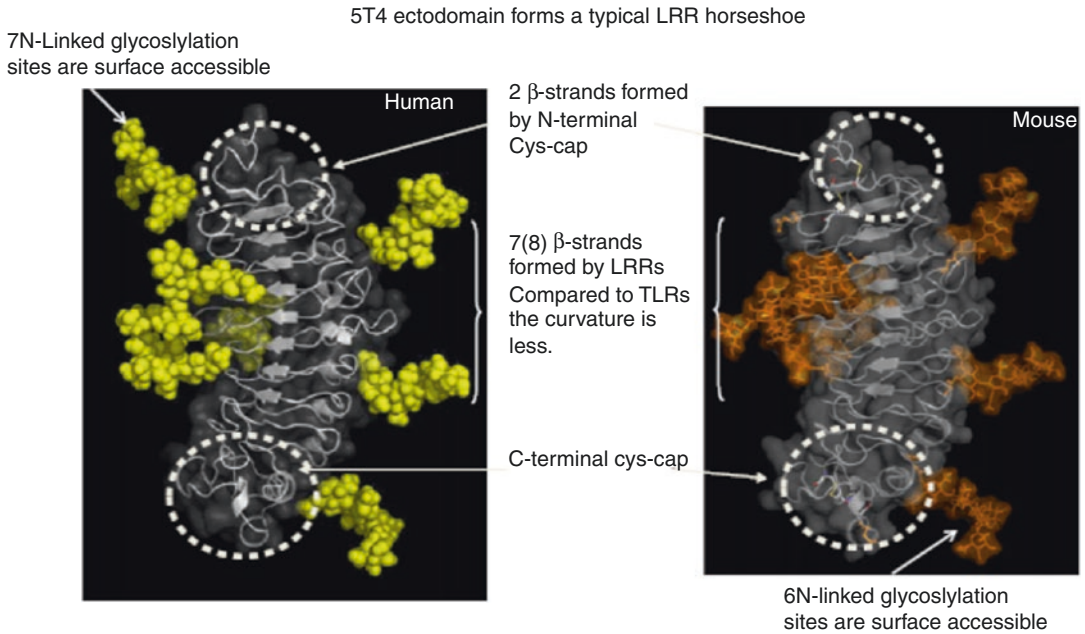 5T4 ectodomain forms a typical LRR horseshoe
7N-Linked glycoslylation
sites are surface accessible
Human
2 β-strands formed
by N-terminal
Cys-cap
Mouse
7(8) β-strands
formed by LRRs
Compared to TLRs
the curvature is
less.
C-terminal cys-cap
6N-linked glycoslylation
sites are surface accessible